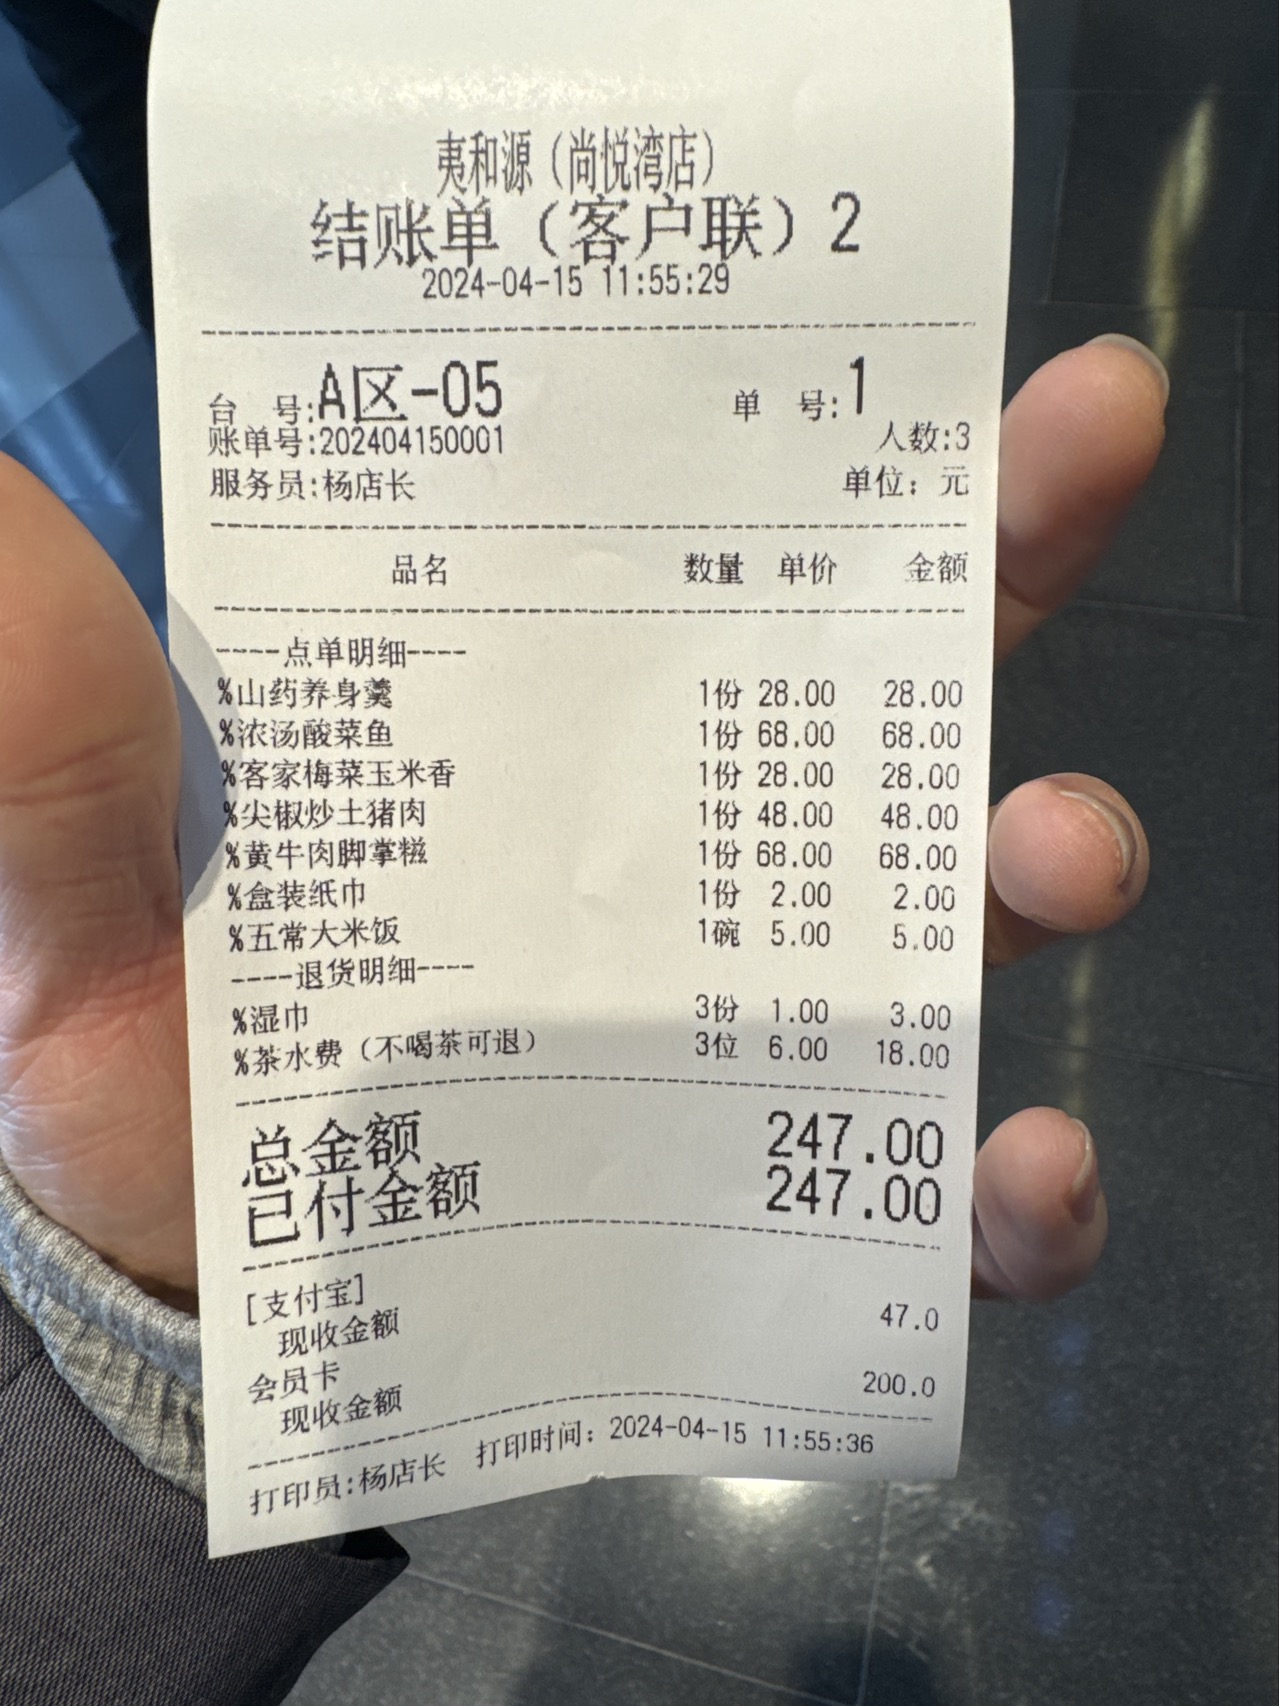 夷和源（尚悦湾店）
结账单（客户联）2
2024-04-15 11:55:29
台 号:A区-05 单 号:1
账单号:202404150001 人数:3
服务员:杨店长 单位：元
品名 数量 单价 金额
----点单明细----
%山药养身羹 1份 28.00 28.00
%浓汤酸菜鱼 1份 68.00 68.00
%客家梅菜玉米香 1份 28.00 28.00
%尖椒炒土猪肉 1份 48.00 48.00
%黄牛肉脚掌糍 1份 68.00 68.00
%盒装纸巾 1份 2.00 2.00
%五常大米饭 1碗 5.00 5.00
----退货明细----
%湿巾 3份 1.00 3.00
%茶水费（不喝茶可退） 3位 6.00 18.00
总金额 247.00
已付金额 247.00
[支付宝]
现收金额 47.0
会员卡
现收金额 200.0
打印员:杨店长 打印时间：2024-04-15 11:55:36